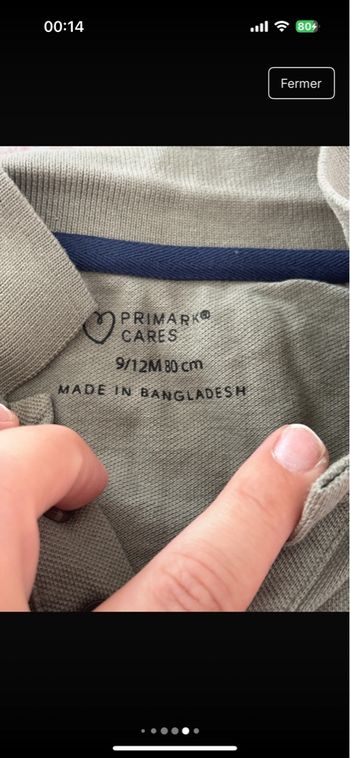 00:14
80
Fermer
PRIMARK®
CARES
9/12M 80 cm
MADE IN BANGLADESH